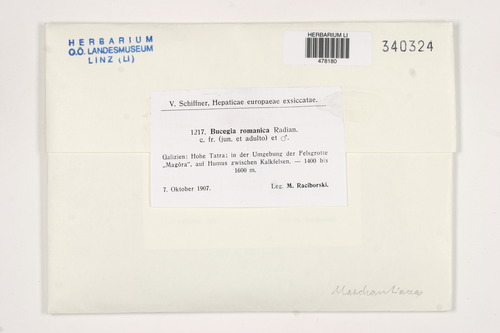 HERBARIUM
O.Ö. LANDESMUSEUM
LINZ (LI)
HERBARIUM LI
478180
340324
V. Schiffner, Hepaticae europaeae exsiccatae.
1217. Bucegia romanica Radian.
c. fr. (jun. et adulto) et ♂.
Galizien: Hohe Tatra; in der Umgebung der Felsgrotte
„Magóra“, auf Humus zwischen Kalkfelsen. — 1400 bis
1600 m.
7. Oktober 1907.
Leg. M. Raciborski.